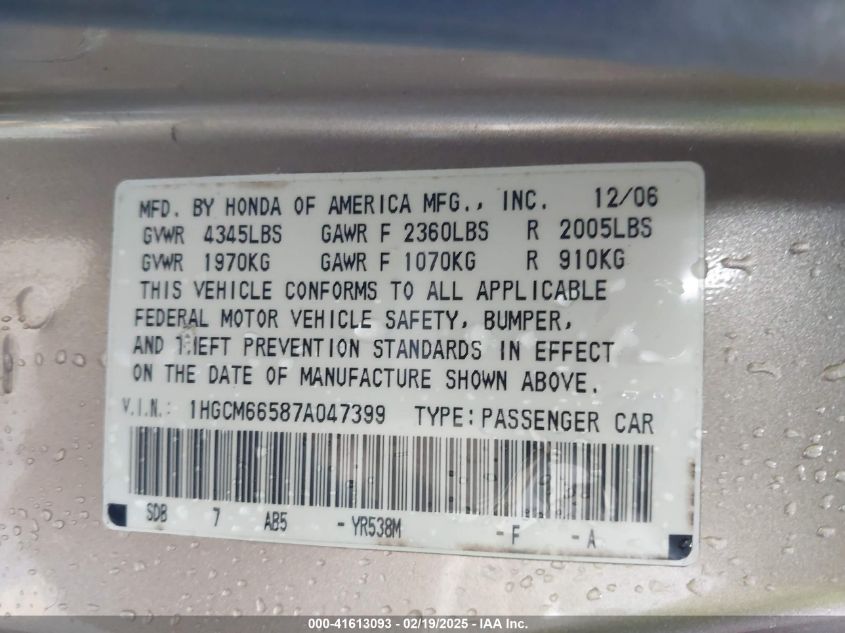 MFD. BY HONDA OF AMERICA MFG., INC. 12/06
GVWR 4345LBS GAWR F 2360LBS R 2005LBS
GVWR 1970KG GAWR F 1070KG R 910KG
THIS VEHICLE CONFORMS TO ALL APPLICABLE
FEDERAL MOTOR VEHICLE SAFETY, BUMPER,
AND THEFT PREVENTION STANDARDS IN EFFECT
ON THE DATE OF MANUFACTURE SHOWN ABOVE.
V.I.N.: 1HGCM66587A047399 TYPE: PASSENGER CAR
SDB 7 AB5 - YR538M - F - A
000-41613093 - 02/19/2025 - IAA Inc.